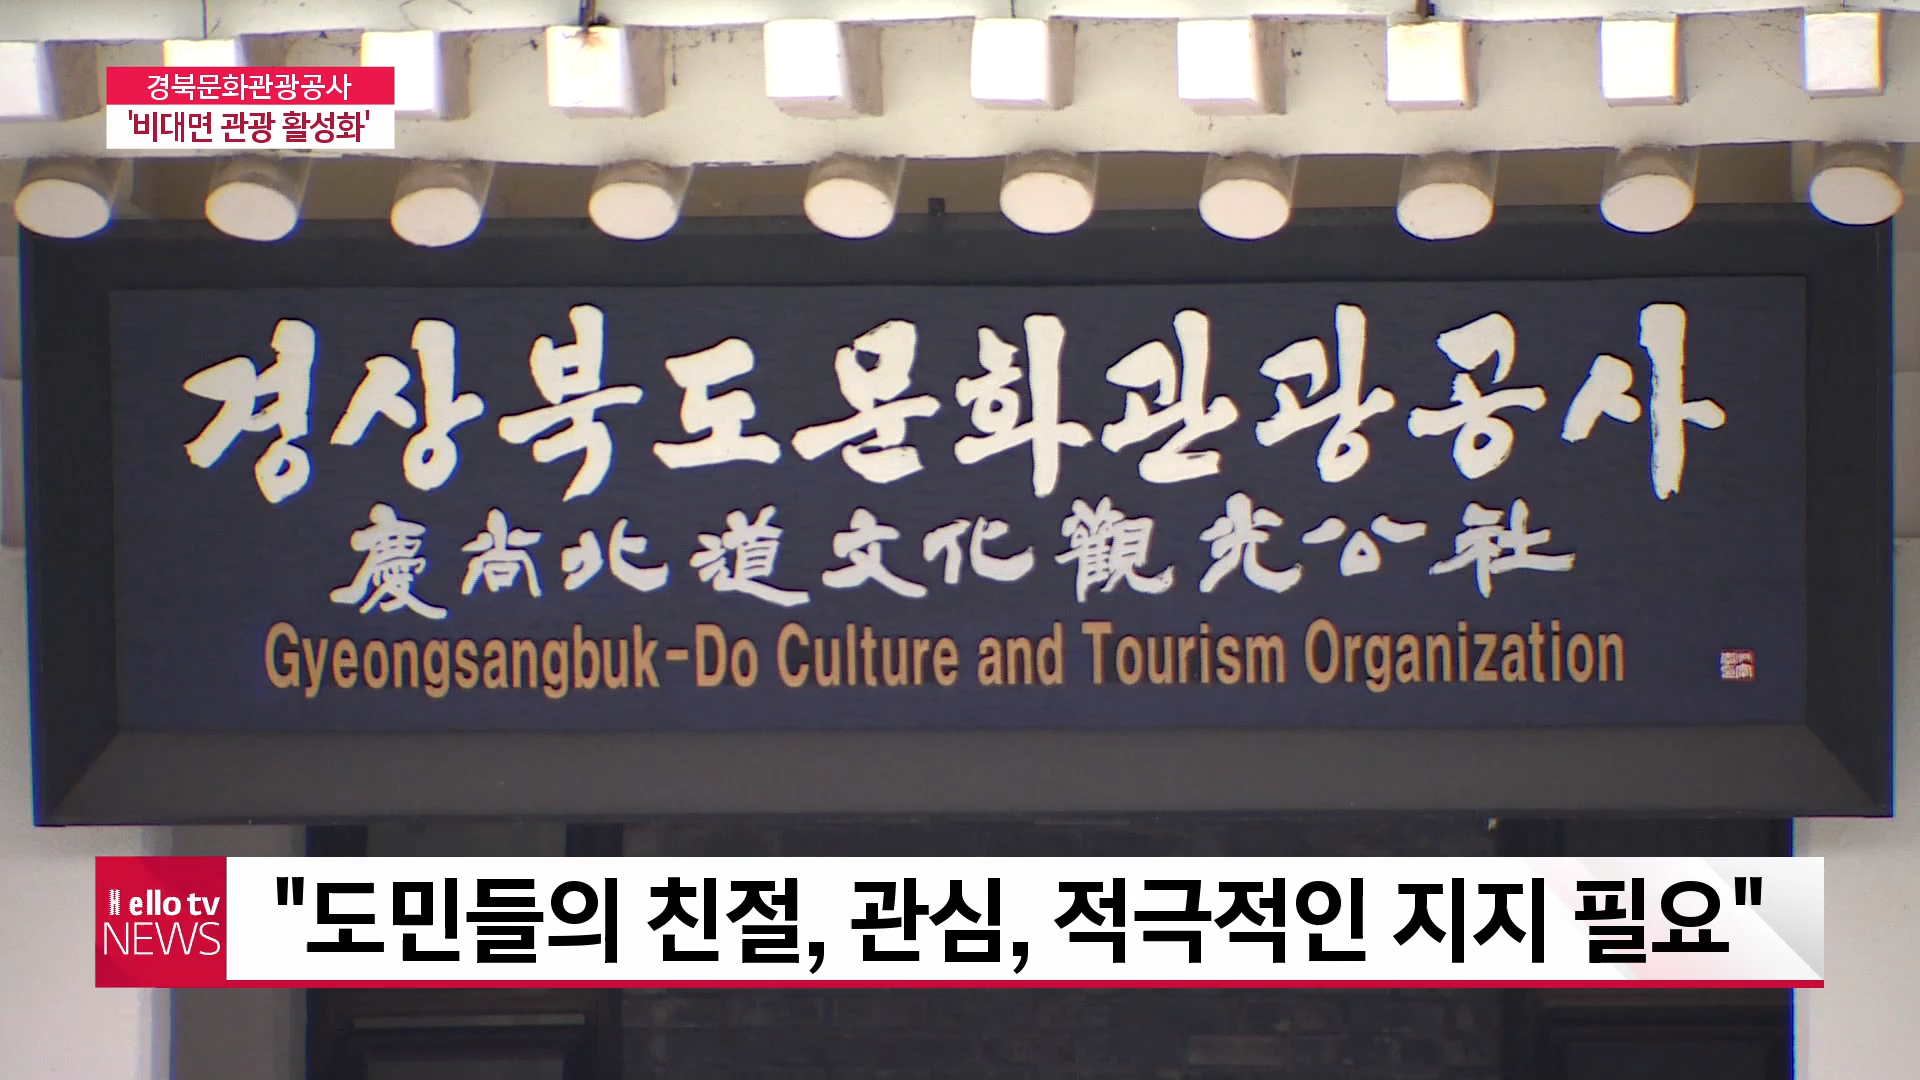 경북문화관광공사
'비대면 관광 활성화'
경상북도문화관광공사
慶尙北道文化觀光公社
Gyeongsangbuk-Do Culture and Tourism Organization
Hello tv
NEWS
"도민들의 친절, 관심, 적극적인 지지 필요"